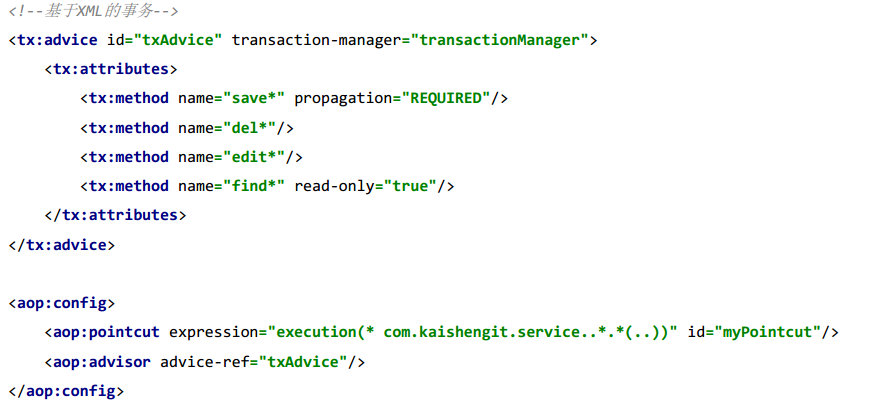 <!--基于XML的事务-->
<tx:advice id="txAdvice" transaction-manager="transactionManager">
    <tx:attributes>
        <tx:method name="save*" propagation="REQUIRED"/>
        <tx:method name="del*"/>
        <tx:method name="edit*"/>
        <tx:method name="find*" read-only="true"/>
    </tx:attributes>
</tx:advice>

<aop:config>
    <aop:pointcut expression="execution(* com.kaishengit.service..*.*(..))" id="myPointcut"/>
    <aop:advisor advice-ref="txAdvice"/>
</aop:config>